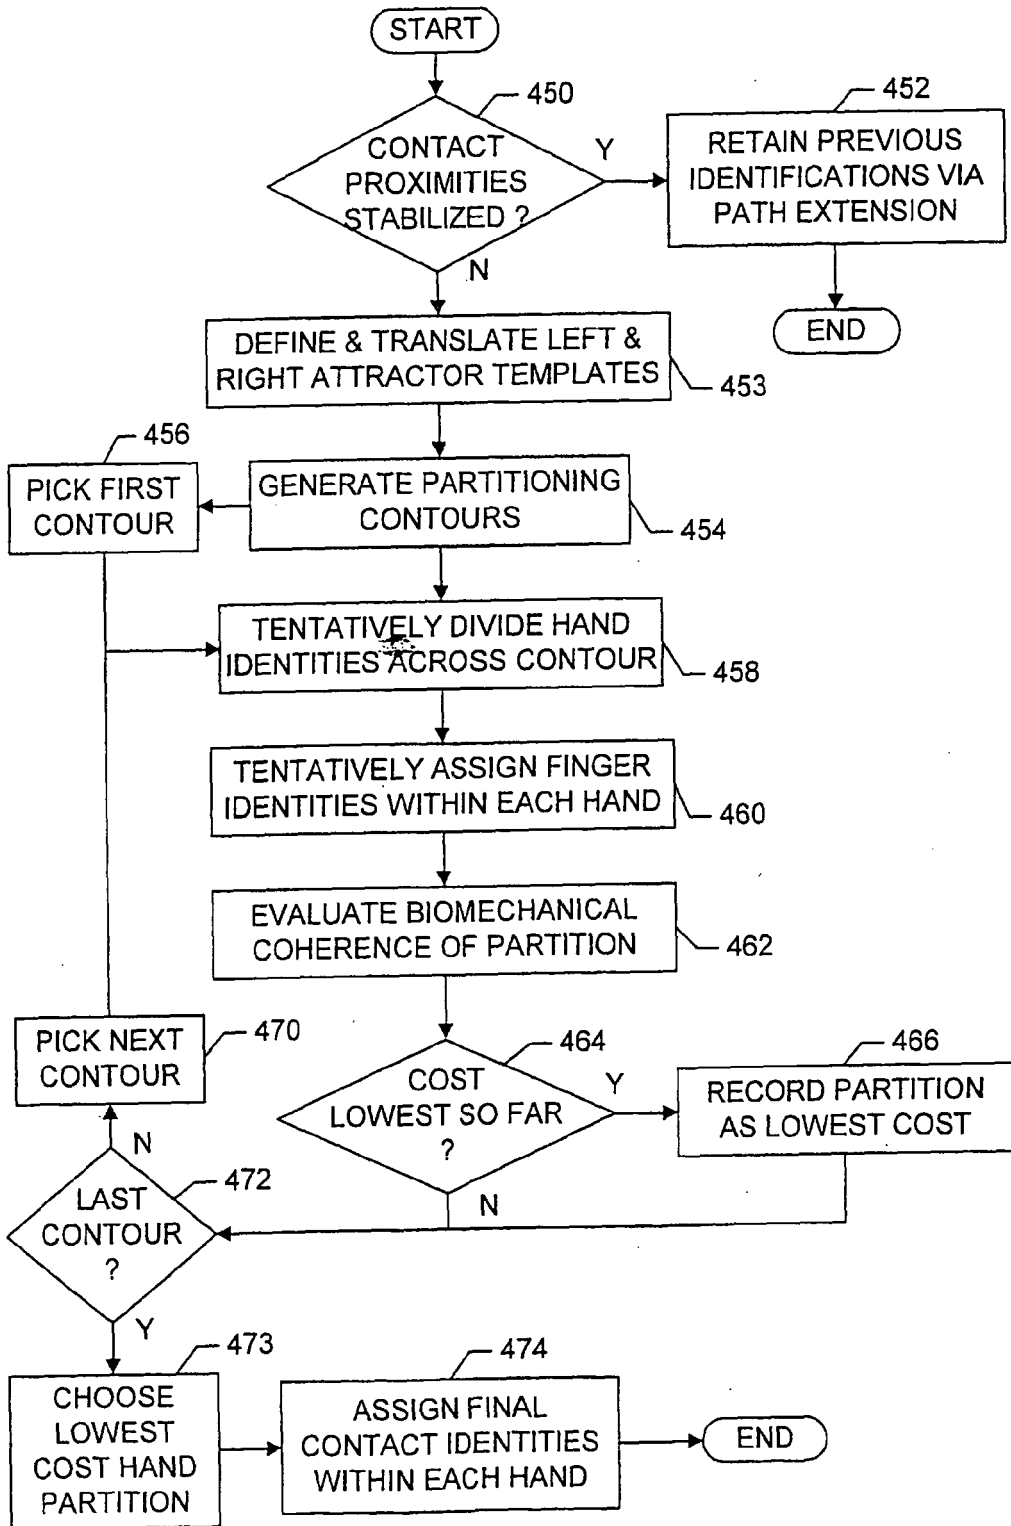 START
450
CONTACT
PROXIMITIES
STABILIZED ?
Y
N
452
RETAIN PREVIOUS
IDENTIFICATIONS VIA
PATH EXTENSION
END
DEFINE & TRANSLATE LEFT &
RIGHT ATTRACTOR TEMPLATES
453
456
PICK FIRST
CONTOUR
GENERATE PARTITIONING
CONTOURS
454
TENTATIVELY DIVIDE HAND
IDENTITIES ACROSS CONTOUR
458
TENTATIVELY ASSIGN FINGER
IDENTITIES WITHIN EACH HAND
460
EVALUATE BIOMECHANICAL
COHERENCE OF PARTITION
462
PICK NEXT
CONTOUR
470
464
COST
LOWEST SO FAR
?
Y
N
466
RECORD PARTITION
AS LOWEST COST
N
472
LAST
CONTOUR
?
Y
473
CHOOSE
LOWEST
COST HAND
PARTITION
474
ASSIGN FINAL
CONTACT IDENTITIES
WITHIN EACH HAND
END